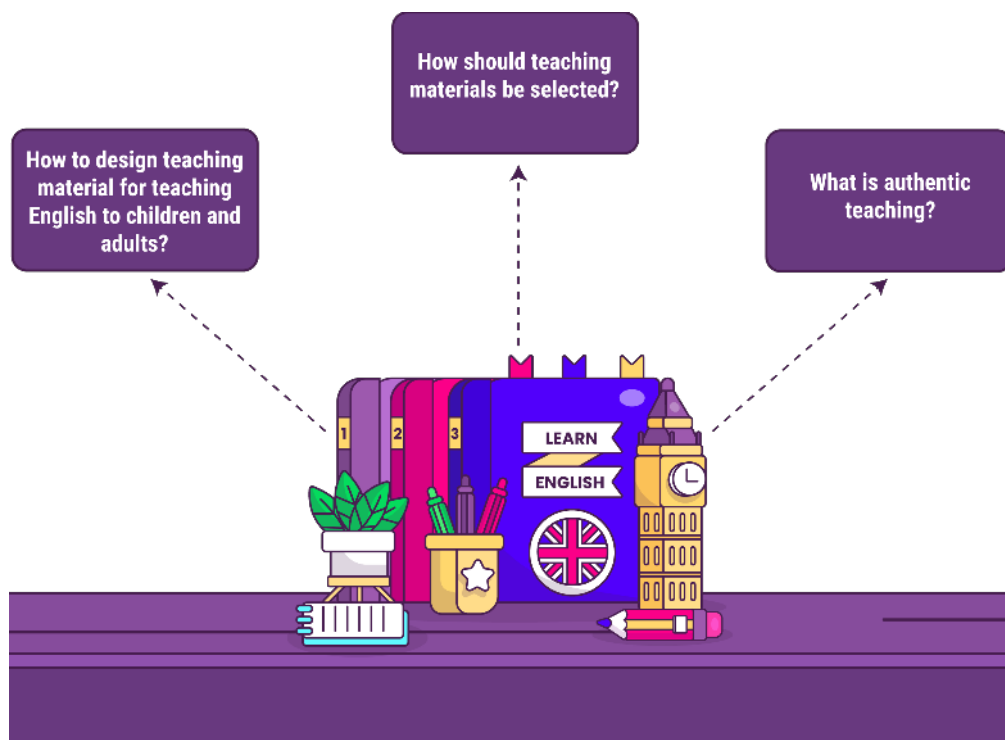 How should teaching
materials be selected?
How to design teaching
material for teaching
English to children and
adults?
What is authentic
teaching?
1
2
3
LEARN
ENGLISH